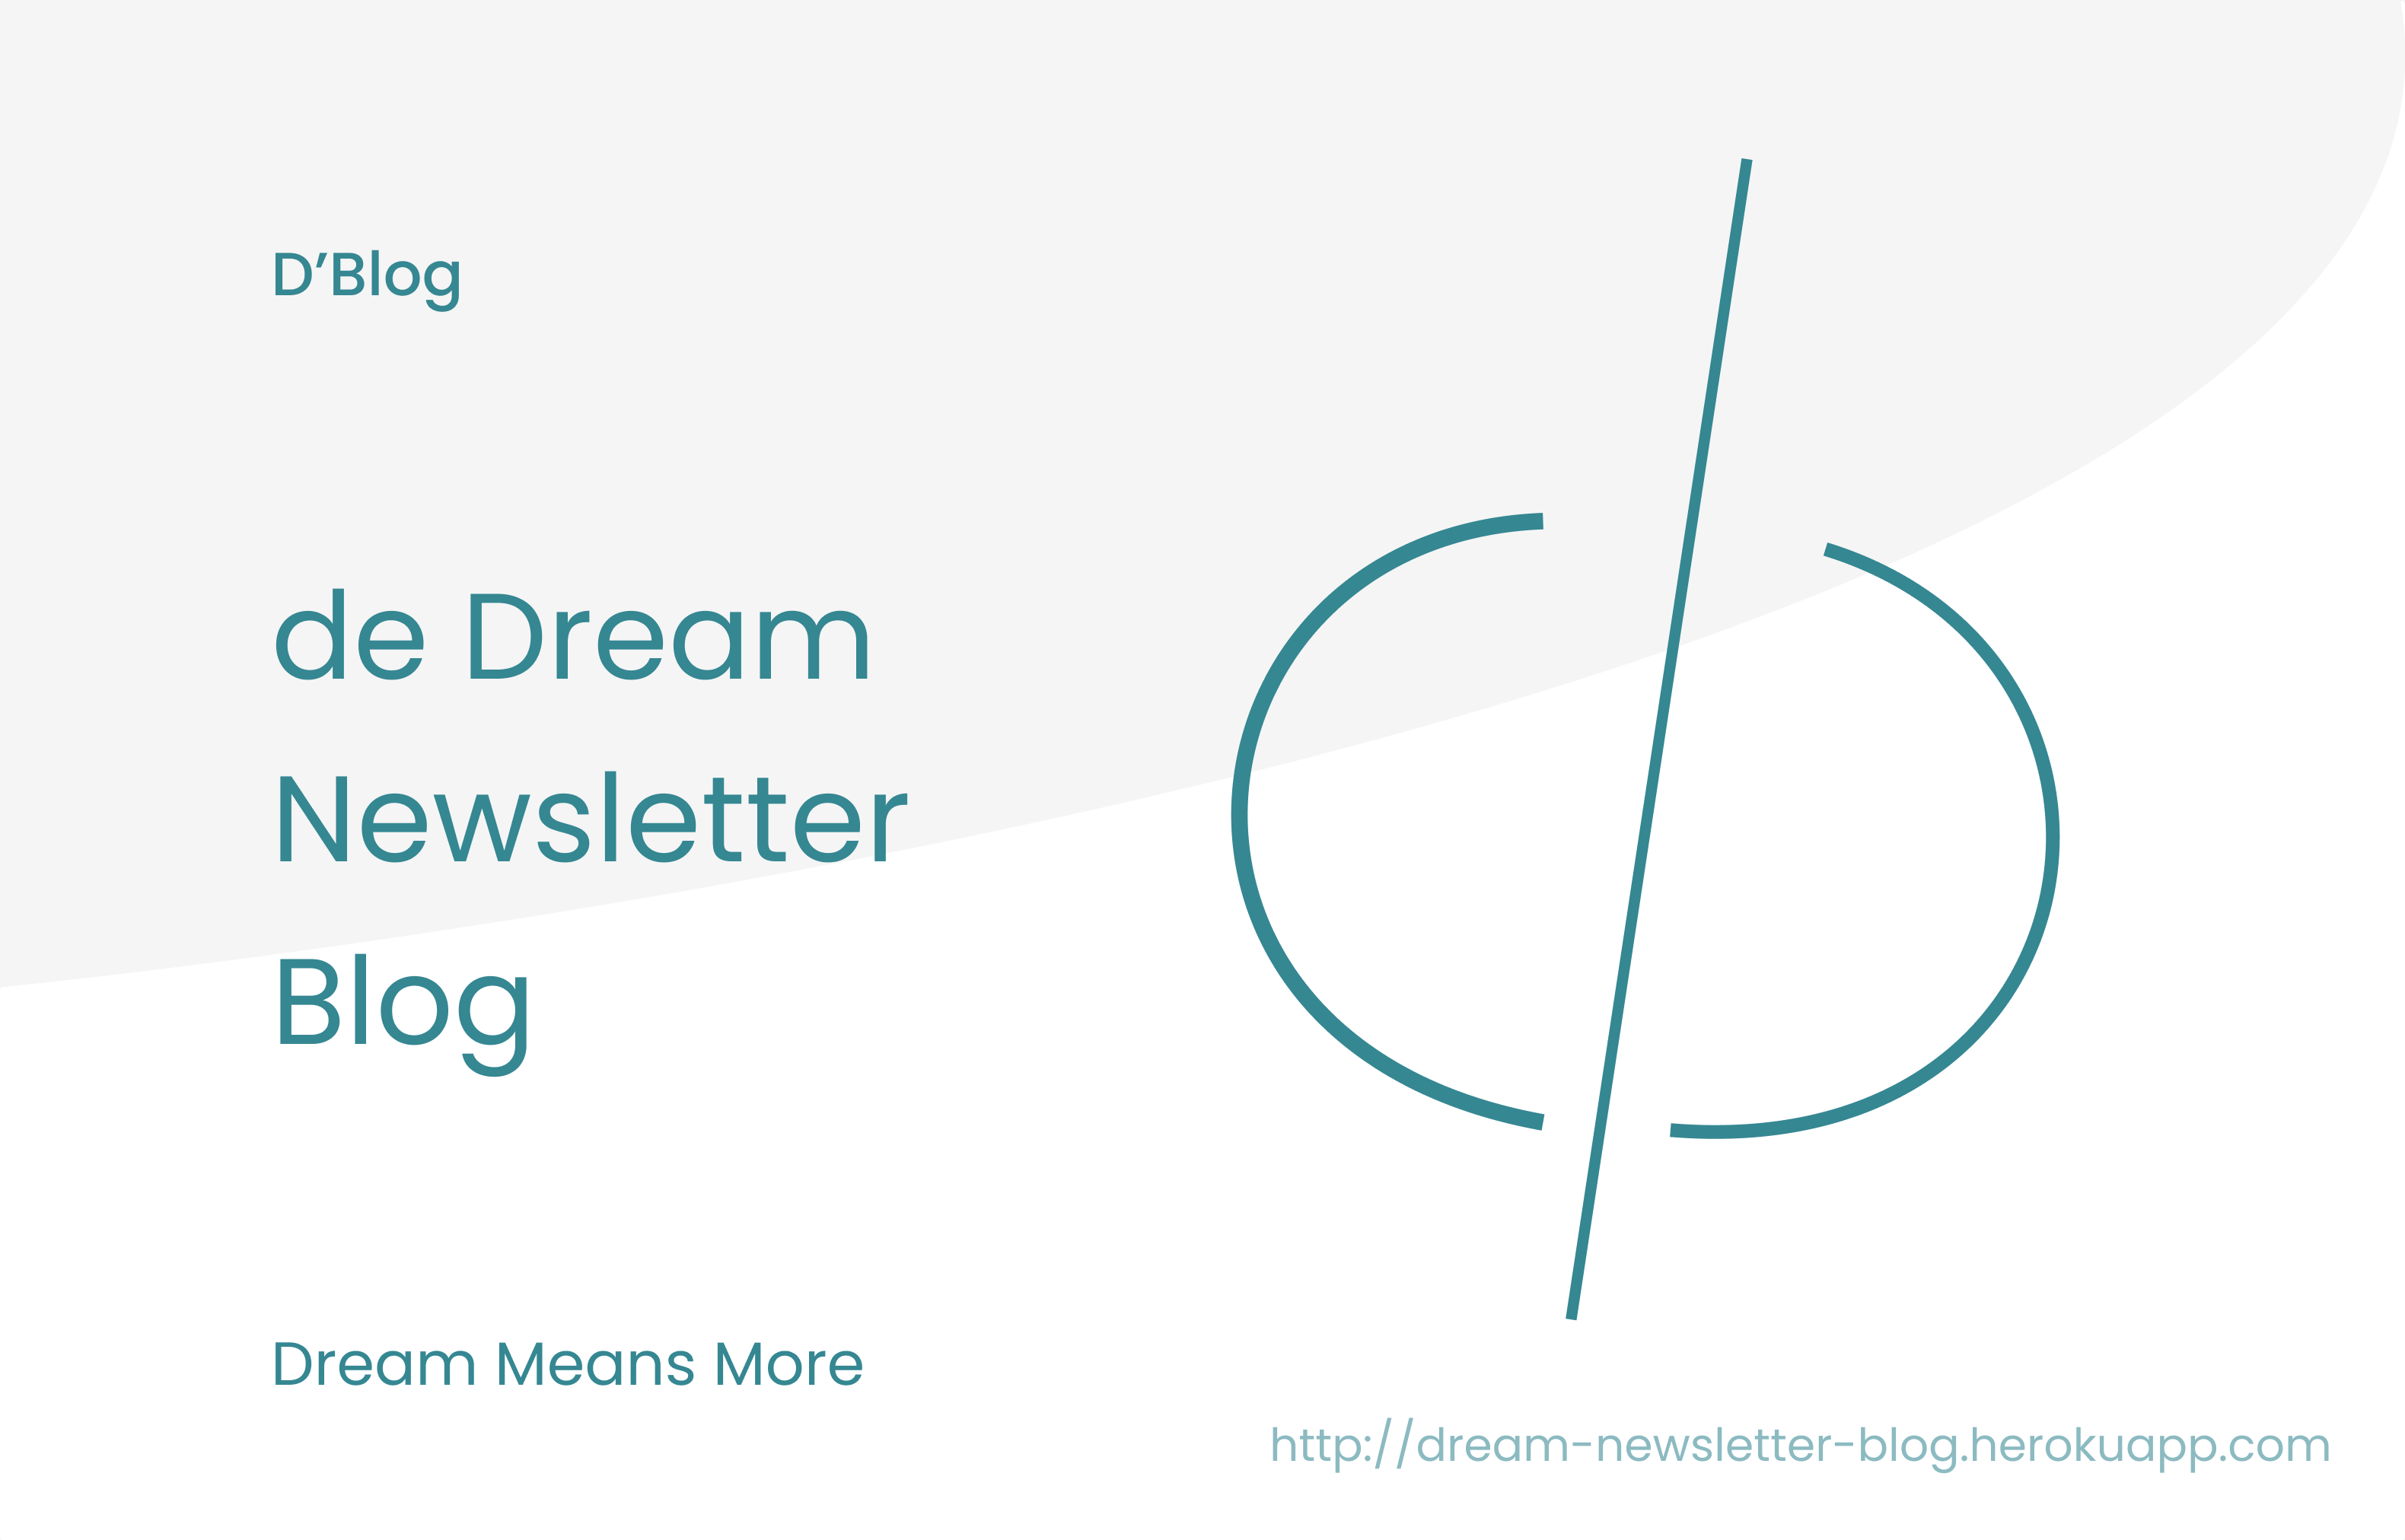 D’Blog
de Dream
Newsletter
Blog
Dream Means More
http://dream-newsletter-blog.herokuapp.com